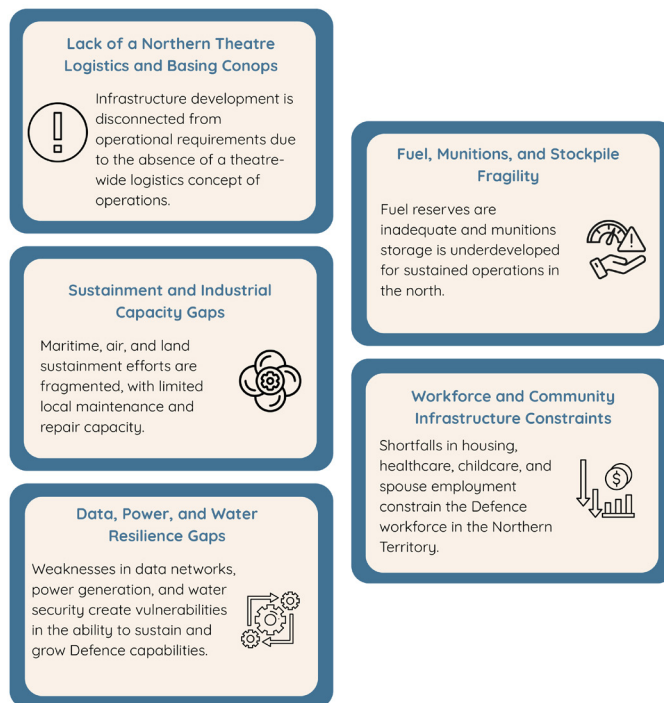 Lack of a Northern Theatre
Logistics and Basing Conops
Infrastructure development is
disconnected from
operational requirements due
to the absence of a theatre-
wide logistics concept of
operations.
Fuel, Munitions, and Stockpile
Fragility
Fuel reserves are
inadequate and munitions
storage is underdeveloped
for sustained operations in
the north.
Sustainment and Industrial
Capacity Gaps
Maritime, air, and land
sustainment efforts are
fragmented, with limited
local maintenance and
repair capacity.
Workforce and Community
Infrastructure Constraints
Shortfalls in housing,
healthcare, childcare, and
spouse employment
constrain the Defence
workforce in the Northern
Territory.
Data, Power, and Water
Resilience Gaps
Weaknesses in data networks,
power generation, and water
security create vulnerabilities
in the ability to sustain and
grow Defence capabilities.